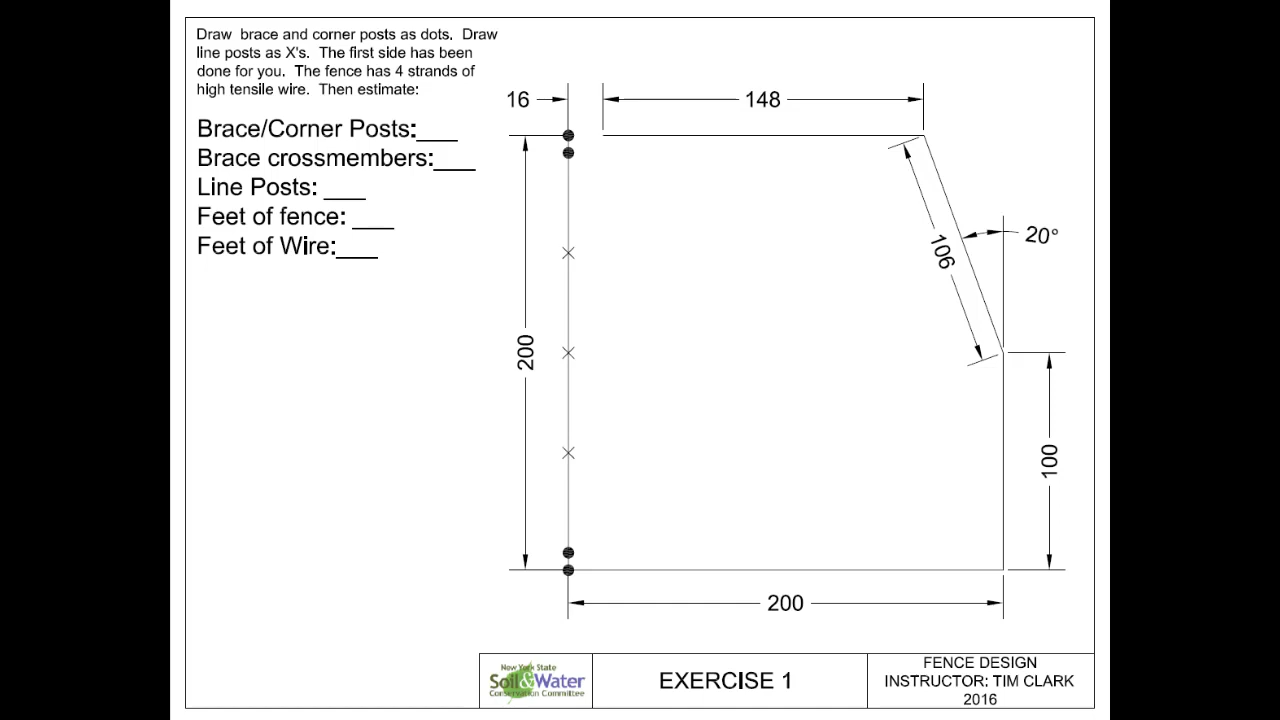 Draw brace and corner posts as dots. Draw
line posts as X's. The first side has been
done for you. The fence has 4 strands of
high tensile wire. Then estimate:
Brace/Corner Posts:___
Brace crossmembers:___
Line Posts: ___
Feet of fence: ___
Feet of Wire:___
16
148
106
20°
200
100
200
New York State
Soil&Water
Conservation Committee
EXERCISE 1
FENCE DESIGN
INSTRUCTOR: TIM CLARK
2016